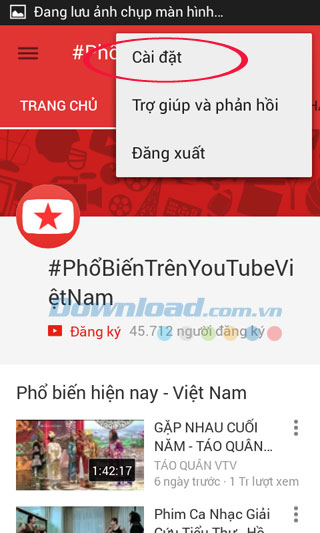 Đang lưu ảnh chụp màn hình...
#Phổ
Cài đặt
TRANG CHỦ
Trợ giúp và phản hồi
Đăng xuất
#PhổBiếnTrênYouTubeVi
ệtNam
Download.com.vn
Đăng ký 45.712 người đăng ký
Phổ biến hiện nay - Việt Nam
GẶP NHAU CUỐI
NĂM - TÁO QUÂN...
TÁO QUÂN VTV
6 ngày trước · 1 Tr lượt xem
1:42:17
Phim Ca Nhạc Giải
Cứu Tiểu Thư - Hồ